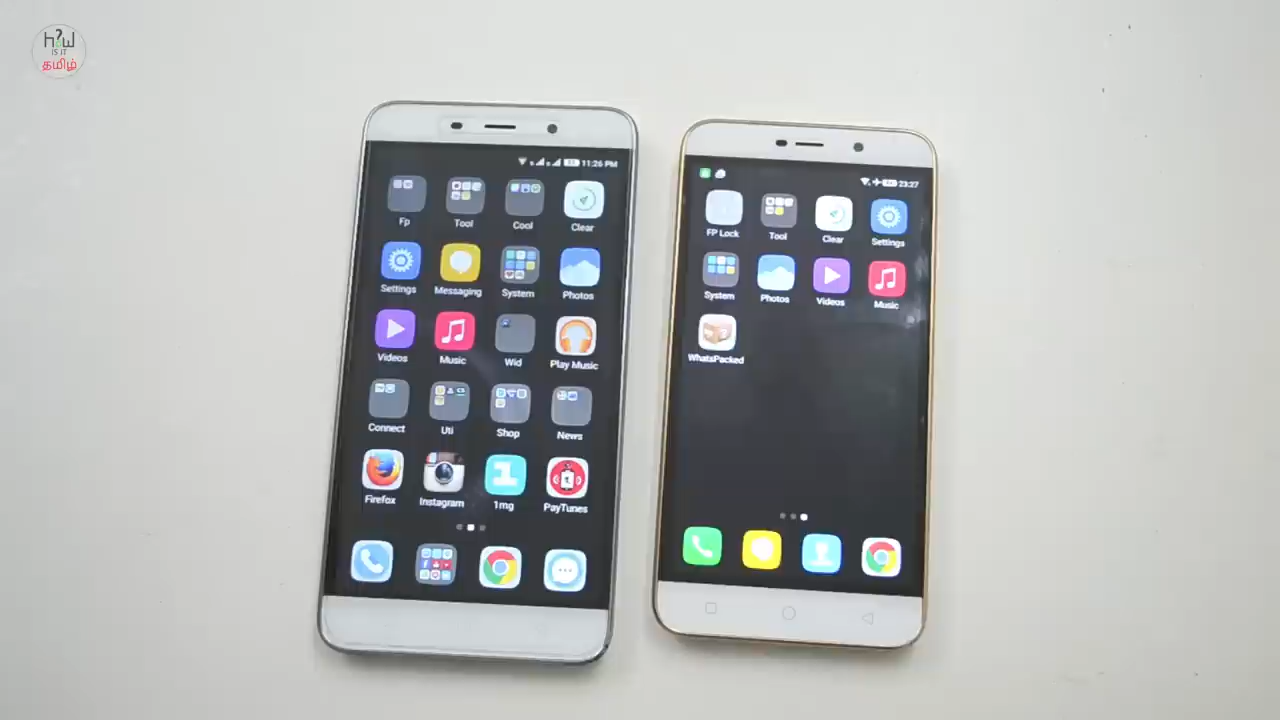 h?w
IS IT
தமிழ்
11:26 PM
Fp Tool Cool Clear
Settings Messaging System Photos
Videos Music Wid Play Music
Connect Uti Shop News
Firefox Instagram 1mg PayTunes
23:27
FP Lock Tool Clear Settings
System Photos Videos Music
WhatsPacked